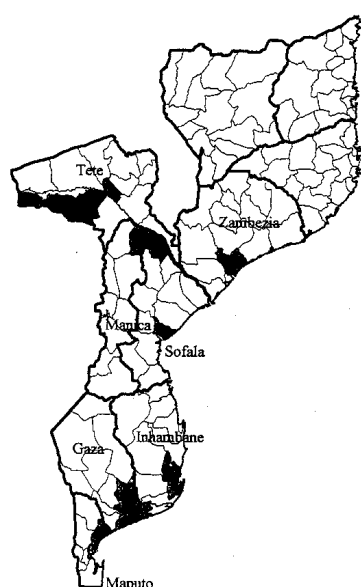 Tete
Zambezia
Manica
Sofala
Inhambane
Gaza
Maputo